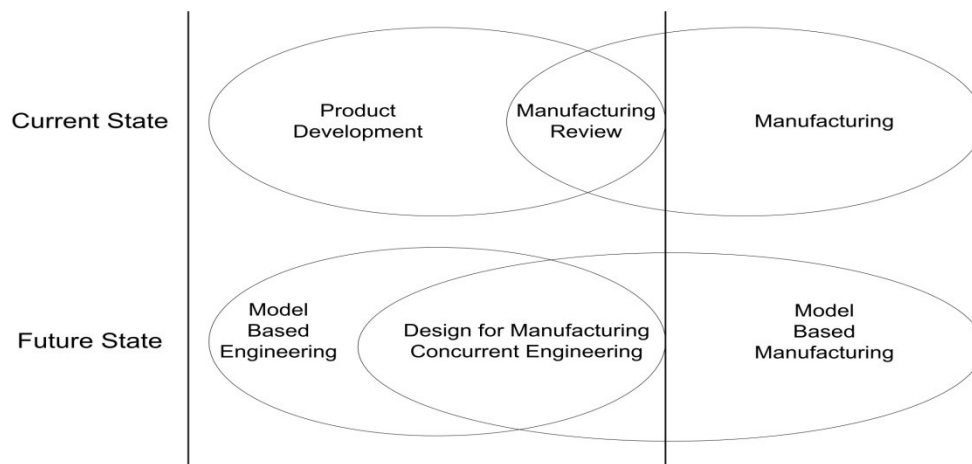 Current State
Product
Development
Manufacturing
Review
Manufacturing
Future State
Model
Based
Engineering
Design for Manufacturing
Concurrent Engineering
Model
Based
Manufacturing